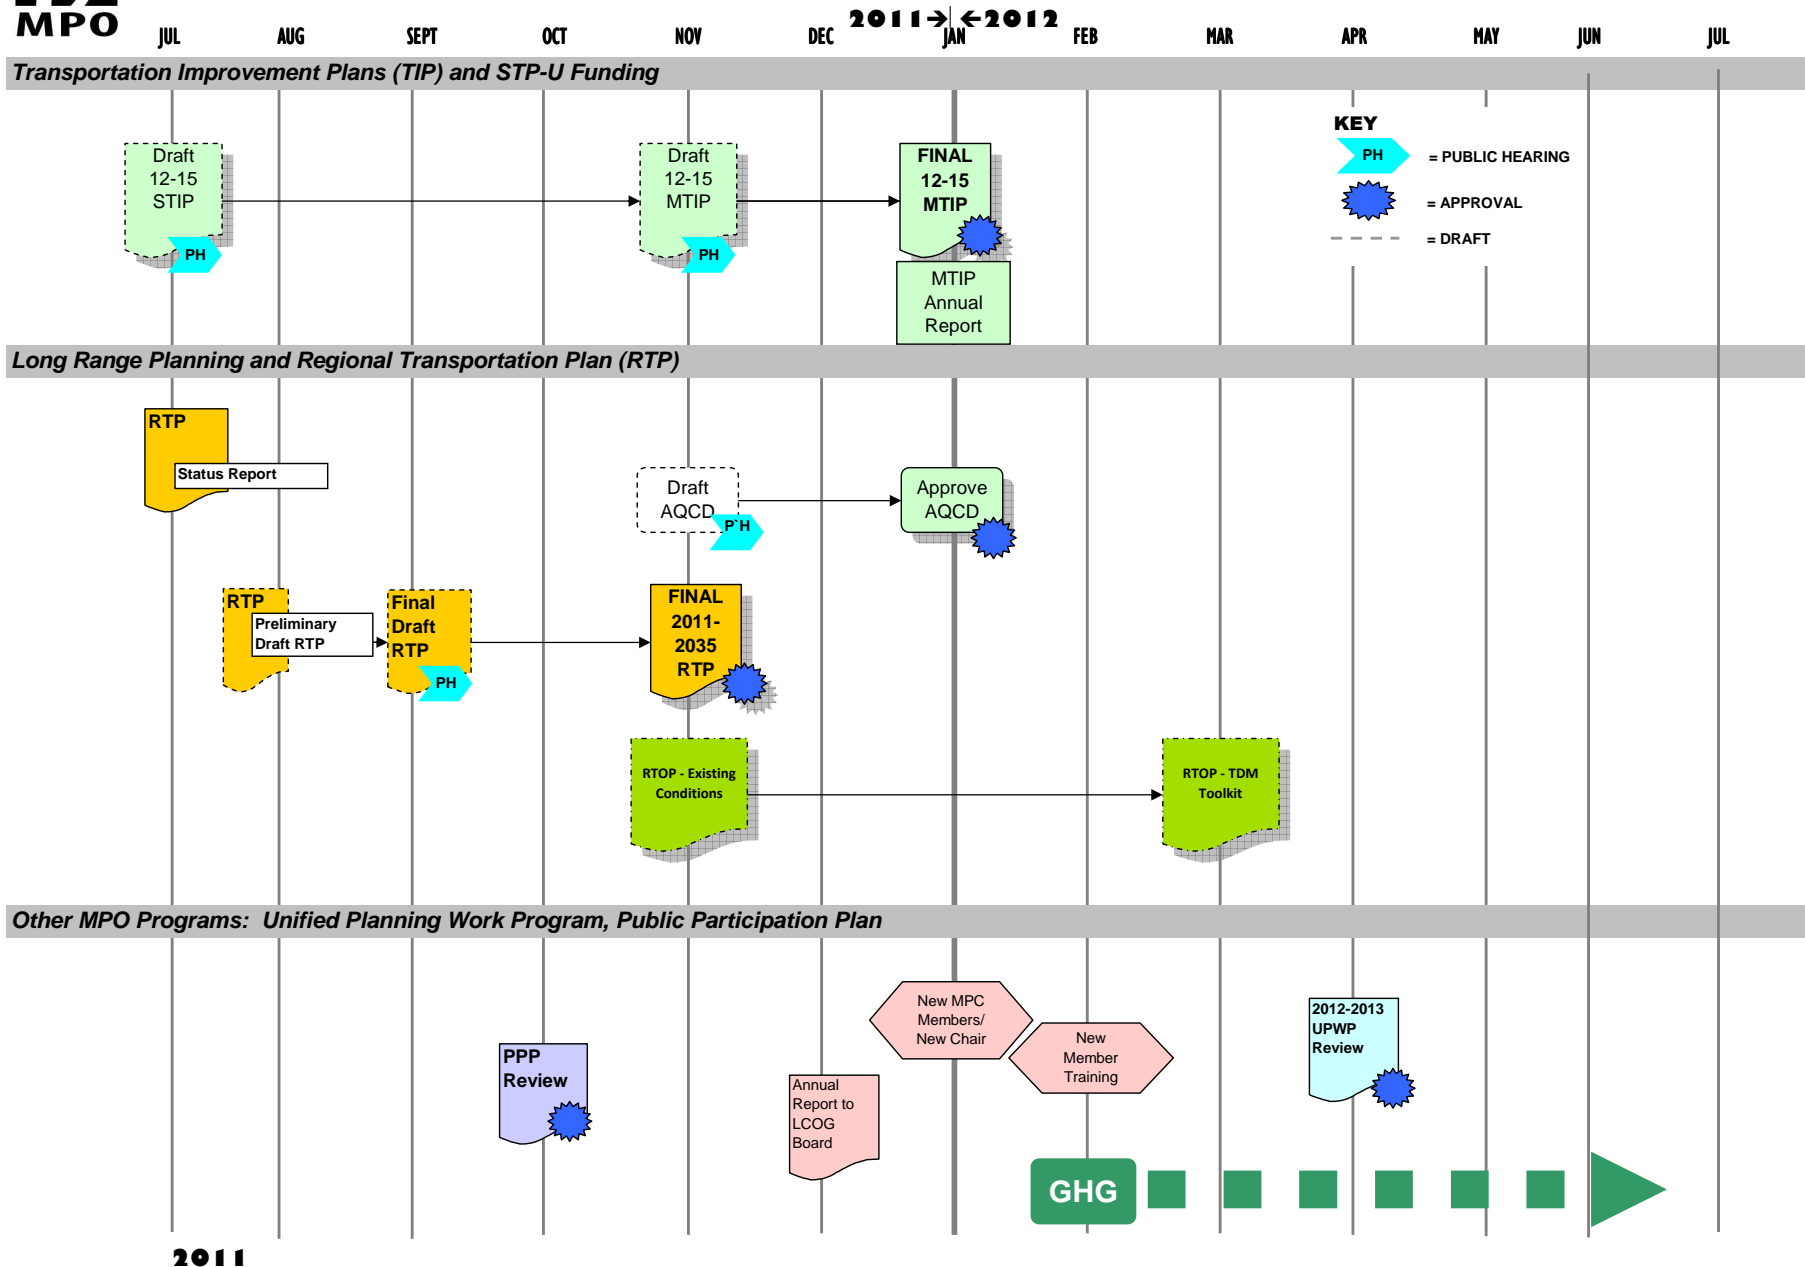 MPO
2011→ ←2012
JUL AUG SEPT OCT NOV DEC JAN FEB MAR APR MAY JUN JUL
Transportation Improvement Plans (TIP) and STP-U Funding
KEY
PH = PUBLIC HEARING
= APPROVAL
= DRAFT
Draft
12-15
STIP
PH
Draft
12-15
MTIP
PH
FINAL
12-15
MTIP
MTIP
Annual
Report
Long Range Planning and Regional Transportation Plan (RTP)
RTP
Status Report
Draft
AQCD
P`H
Approve
AQCD
RTP
Preliminary
Draft RTP
Final
Draft
RTP
PH
FINAL
2011-
2035
RTP
RTOP - Existing
Conditions
RTOP - TDM
Toolkit
Other MPO Programs: Unified Planning Work Program, Public Participation Plan
PPP
Review
Annual
Report to
LCOG
Board
New MPC
Members/
New Chair
New
Member
Training
2012-2013
UPWP
Review
GHG
2011